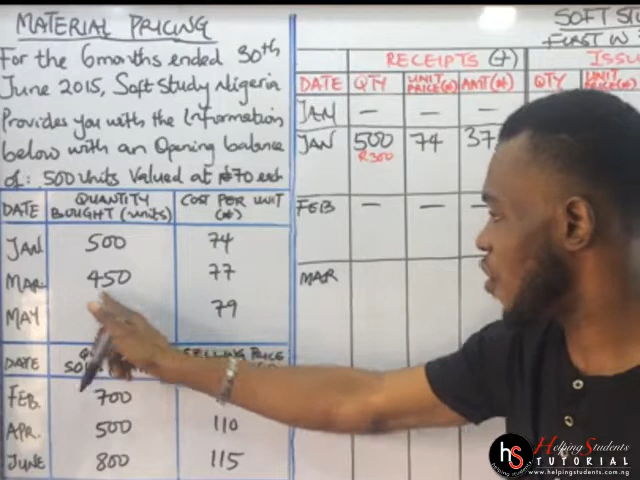 MATERIAL PRICING
For the 6months ended 30th
June 2015, Soft Study Nigeria
Provides you with the Information
below with an Opening balance
of: 500 Units Valued at ₦70 each
DATE QUANTITY BOUGHT (units) COST PER UNIT (₦)
JAN 500 74
MAR 450 77
MAY 79
DATE SELLING PRICE
FEB. 700
APR. 500 110
JUNE 800 115
SOFT STU
FIRST IN
RECEIPTS (+) ISSU
DATE QTY UNIT PRICE(₦) AMT(₦) QTY UNIT PRICE(₦)
JAN — —
JAN 500 74 37
R300
FEB — — —
MAR
hs Helping Students
TUTORIAL
www.helpingstudents.com.ng